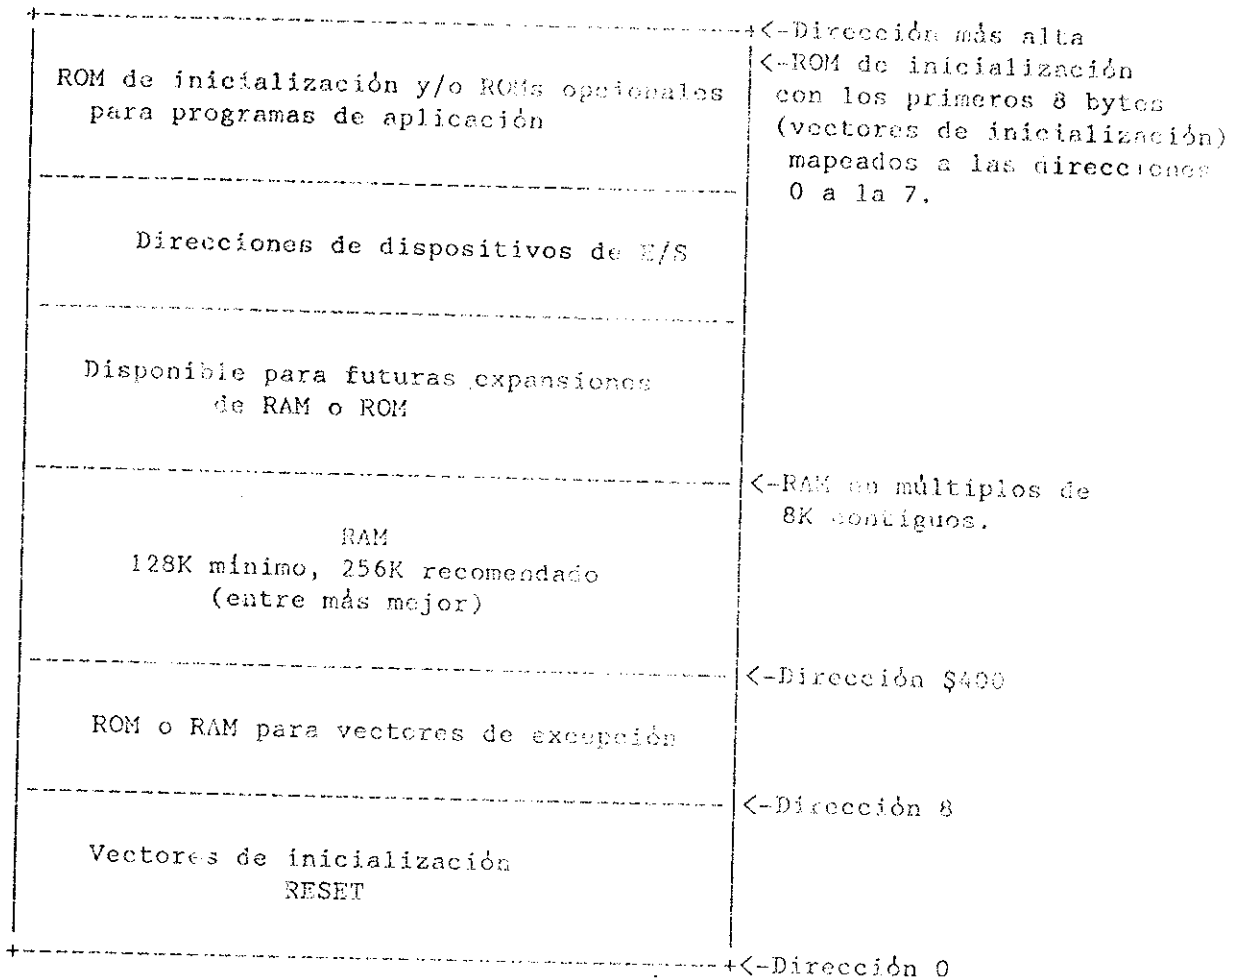 <-Dirección más alta
ROM de inicialización y/o ROMs opcionales
para programas de aplicación
<-ROM de inicialización
con los primeros 8 bytes
(vectores de inicialización)
mapeados a las direcciones
0 a la 7.
Direcciones de dispositivos de E/S
Disponible para futuras expansiones
de RAM o ROM
<-RAM en múltiplos de
8K contiguos.
RAM
128K mínimo, 256K recomendado
(entre más mejor)
<-Dirección $400
ROM o RAM para vectores de excepción
<-Dirección 8
Vectores de inicialización
RESET
<-Dirección 0